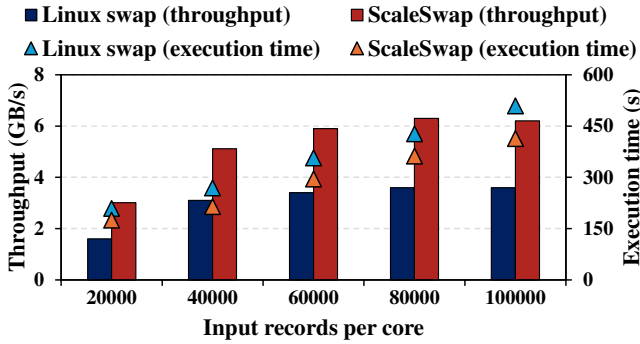 Linux swap (throughput) ScaleSwap (throughput)
Linux swap (execution time) ScaleSwap (execution time)
Throughput (GB/s)
8
6
4
2
0
600
450
300
150
0
Execution time (s)
20000 40000 60000 80000 100000
Input records per core